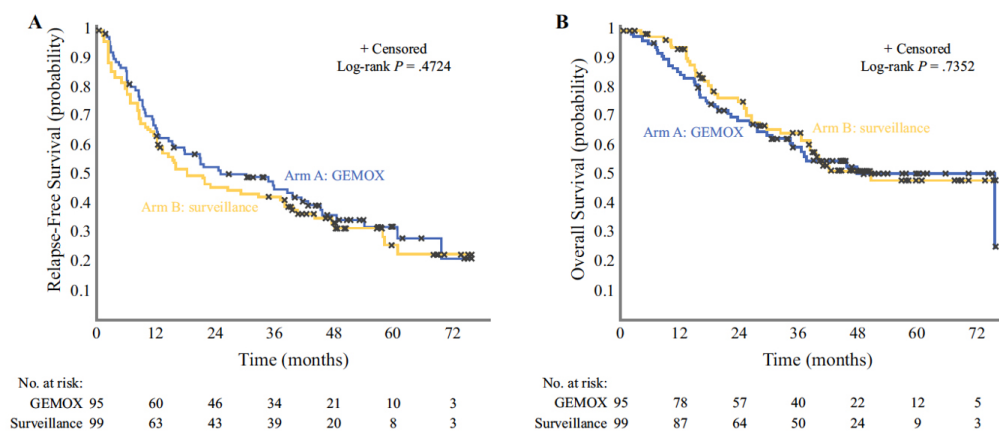 A
Relapse-Free Survival (probability)
1
0.9
0.8
0.7
0.6
0.5
0.4
0.3
0.2
0.1
+ Censored
Log-rank P = .4724
Arm A: GEMOX
Arm B: surveillance
0 12 24 36 48 60 72
Time (months)
No. at risk:
GEMOX 95 60 46 34 21 10 3
Surveillance 99 63 43 39 20 8 3
B
Overall Survival (probability)
1
0.9
0.8
0.7
0.6
0.5
0.4
0.3
0.2
0.1
+ Censored
Log-rank P = .7352
Arm B: surveillance
Arm A: GEMOX
0 12 24 36 48 60 72
Time (months)
No. at risk:
GEMOX 95 78 57 40 22 12 5
Surveillance 99 87 64 50 24 9 3